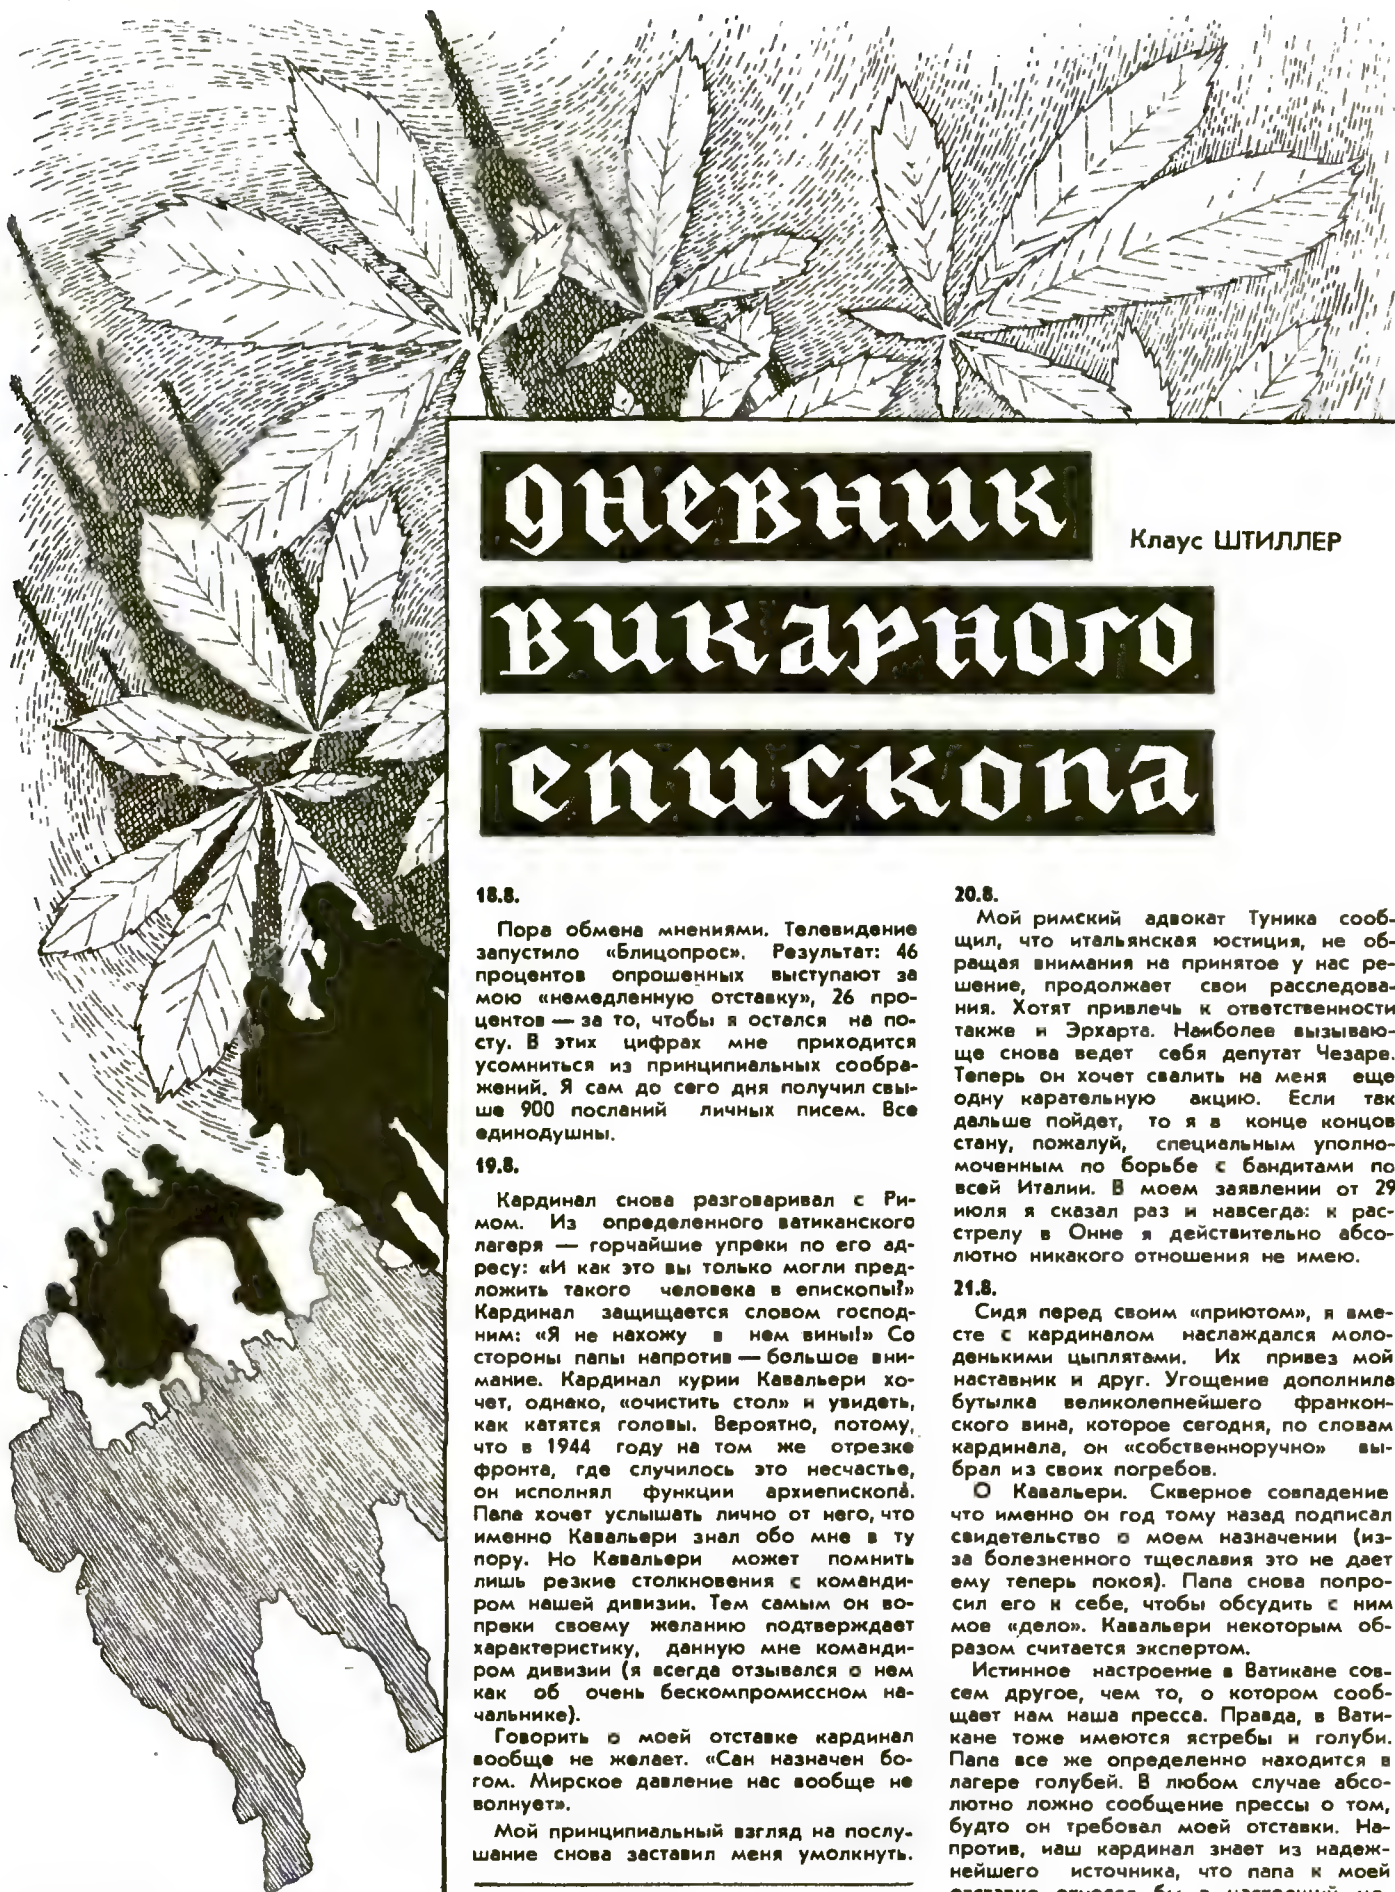 дневник
Клаус ШТИЛЛЕР
викарного
епископа
18.8.
Пора обмена мнениями. Телевидение
запустило «Блицопрос». Результат: 46
процентов опрошенных выступают за
мою «немедленную отставку», 26 про-
центов — за то, чтобы я остался на по-
сту. В этих цифрах мне приходится
усомниться из принципиальных сообра-
жений. Я сам до сего дня получил свы-
ше 900 посланий личных писем. Все
единодушны.
19.8.
Кардинал снова разговаривал с Ри-
мом. Из определенного ватиканского
лагеря — горчайшие упреки по его ад-
ресу: «И как это вы только могли пред-
ложить такого человека в епископы!»
Кардинал защищается словом господ-
ним: «Я не нахожу в нем вины!» Со
стороны папы напротив — большое вни-
мание. Кардинал курии Кавальери хо-
чет, однако, «очистить стол» и увидеть,
как катятся головы. Вероятно, потому,
что в 1944 году на том же отрезке
фронта, где случилось это несчастье,
он исполнял функции архиепископа.
Папа хочет услышать лично от него, что
именно Кавальери знал обо мне в ту
пору. Но Кавальери может помнить
лишь резкие столкновения с команди-
ром нашей дивизии. Тем самым он во-
преки своему желанию подтверждает
характеристику, данную мне команди-
ром дивизии (я всегда отзывался о нем
как об очень бескомпромиссном на-
чальнике).
Говорить о моей отставке кардинал
вообще не желает. «Сан назначен бо-
гом. Мирское давление нас вообще не
волнует».
Мой принципиальный взгляд на послу-
шание снова заставил меня умолкнуть.
20.8.
Мой римский адвокат Туника сооб-
щил, что итальянская юстиция, не об-
ращая внимания на принятое у нас ре-
шение, продолжает свои расследова-
ния. Хотят привлечь к ответственности
также и Эрхарта. Наиболее вызываю-
ще снова ведет себя депутат Чезаре.
Теперь он хочет свалить на меня еще
одну карательную акцию. Если так
дальше пойдет, то я в конце концов
стану, пожалуй, специальным уполно-
моченным по борьбе с бандитами по
всей Италии. В моем заявлении от 29
июля я сказал раз и навсегда: к рас-
стрелу в Онне я действительно абсо-
лютно никакого отношения не имею.
21.8.
Сидя перед своим «приютом», я вме-
сте с кардиналом наслаждался моло-
денькими цыплятами. Их привез мой
наставник и друг. Угощение дополнила
бутылка великолепнейшего франкон-
ского вина, которое сегодня, по словам
кардинала, он «собственноручно» вы-
брал из своих погребов.
О Кавальери. Скверное совпадение
что именно он год тому назад подписал
свидетельство о моем назначении (из-
за болезненного тщеславия это не дает
ему теперь покоя). Папа снова попро-
сил его к себе, чтобы обсудить с ним
мое «дело». Кавальери некоторым об-
разом считается экспертом.
Истинное настроение в Ватикане сов-
сем другое, чем то, о котором сооб-
щает нам наша пресса. Правда, в Вати-
кане тоже имеются ястребы и голуби.
Папа все же определенно находится в
лагере голубей. В любом случае абсо-
лютно ложно сообщение прессы о том,
будто он требовал моей отставки. На-
против, наш кардинал знает из надеж-
нейшего источника, что папа к моей